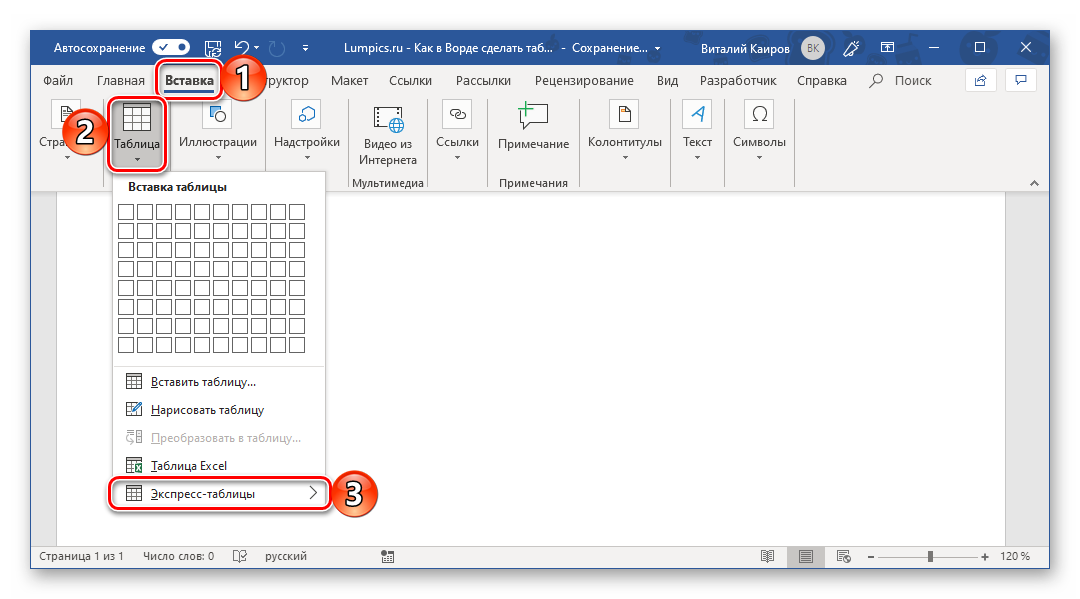 Автосохранение Lumpics.ru - Как в Ворде сделать таб... - Сохранение... Виталий Каиров ВК
Файл Главная Вставка 1 руктор Макет Ссылки Рассылки Рецензирование Вид Разработчик Справка Поиск
2
Стра Таблица Иллюстрации Надстройки Видео из Интернета Ссылки Примечание Колонтитулы Текст Символы
Мультимедиа Примечания
Вставка таблицы
Вставить таблицу...
Нарисовать таблицу
Преобразовать в таблицу...
Таблица Excel
Экспресс-таблицы 3
Страница 1 из 1 Число слов: 0 русский 120 %